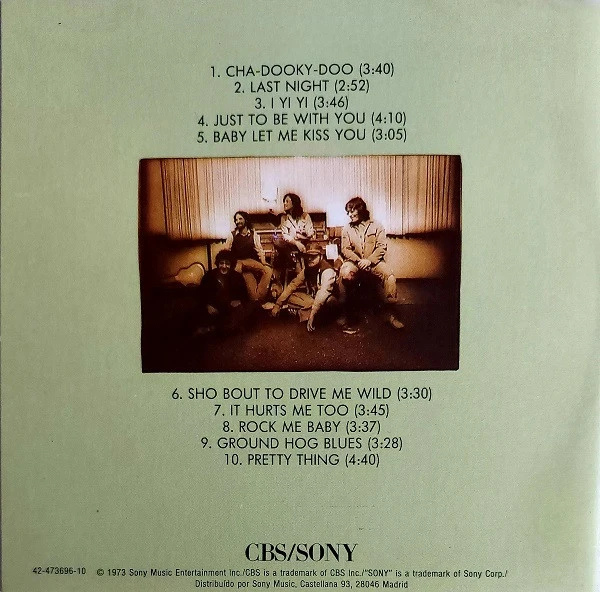 1. CHA-DOOKY-DOO (3:40)
2. LAST NIGHT (2:52)
3. I YI YI (3:46)
4. JUST TO BE WITH YOU (4:10)
5. BABY LET ME KISS YOU (3:05)
6. SHO BOUT TO DRIVE ME WILD (3:30)
7. IT HURTS ME TOO (3:45)
8. ROCK ME BABY (3:37)
9. GROUND HOG BLUES (3:28)
10. PRETTY THING (4:40)
CBS/SONY
42-473696-10 © 1973 Sony Music Entertainment Inc./CBS is a trademark of CBS Inc./"SONY" is a trademark of Sony Corp./
Distribuído por Sony Music, Castellana 93, 28046 Madrid